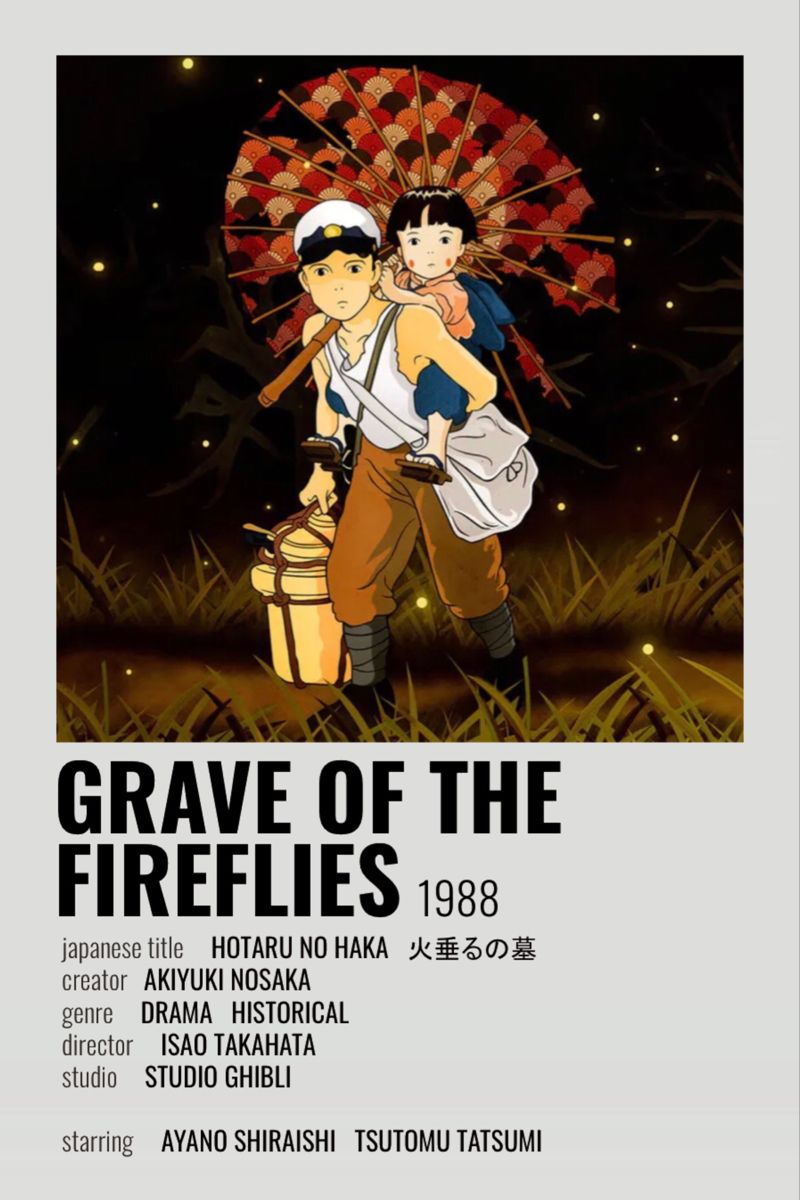 GRAVE OF THE
FIREFLIES 1988
japanese title HOTARU NO HAKA 火垂るの墓
creator AKIYUKI NOSAKA
genre DRAMA HISTORICAL
director ISAO TAKAHATA
studio STUDIO GHIBLI
starring AYANO SHIRAISHI TSUTOMU TATSUMI